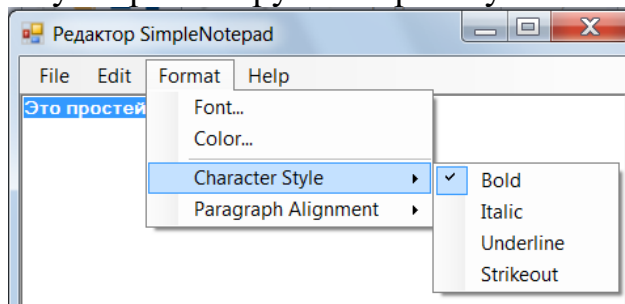 Редактор SimpleNotepad
File Edit Format Help
Это простей
Font...
Color...
Character Style
Paragraph Alignment
Bold
Italic
Underline
Strikeout